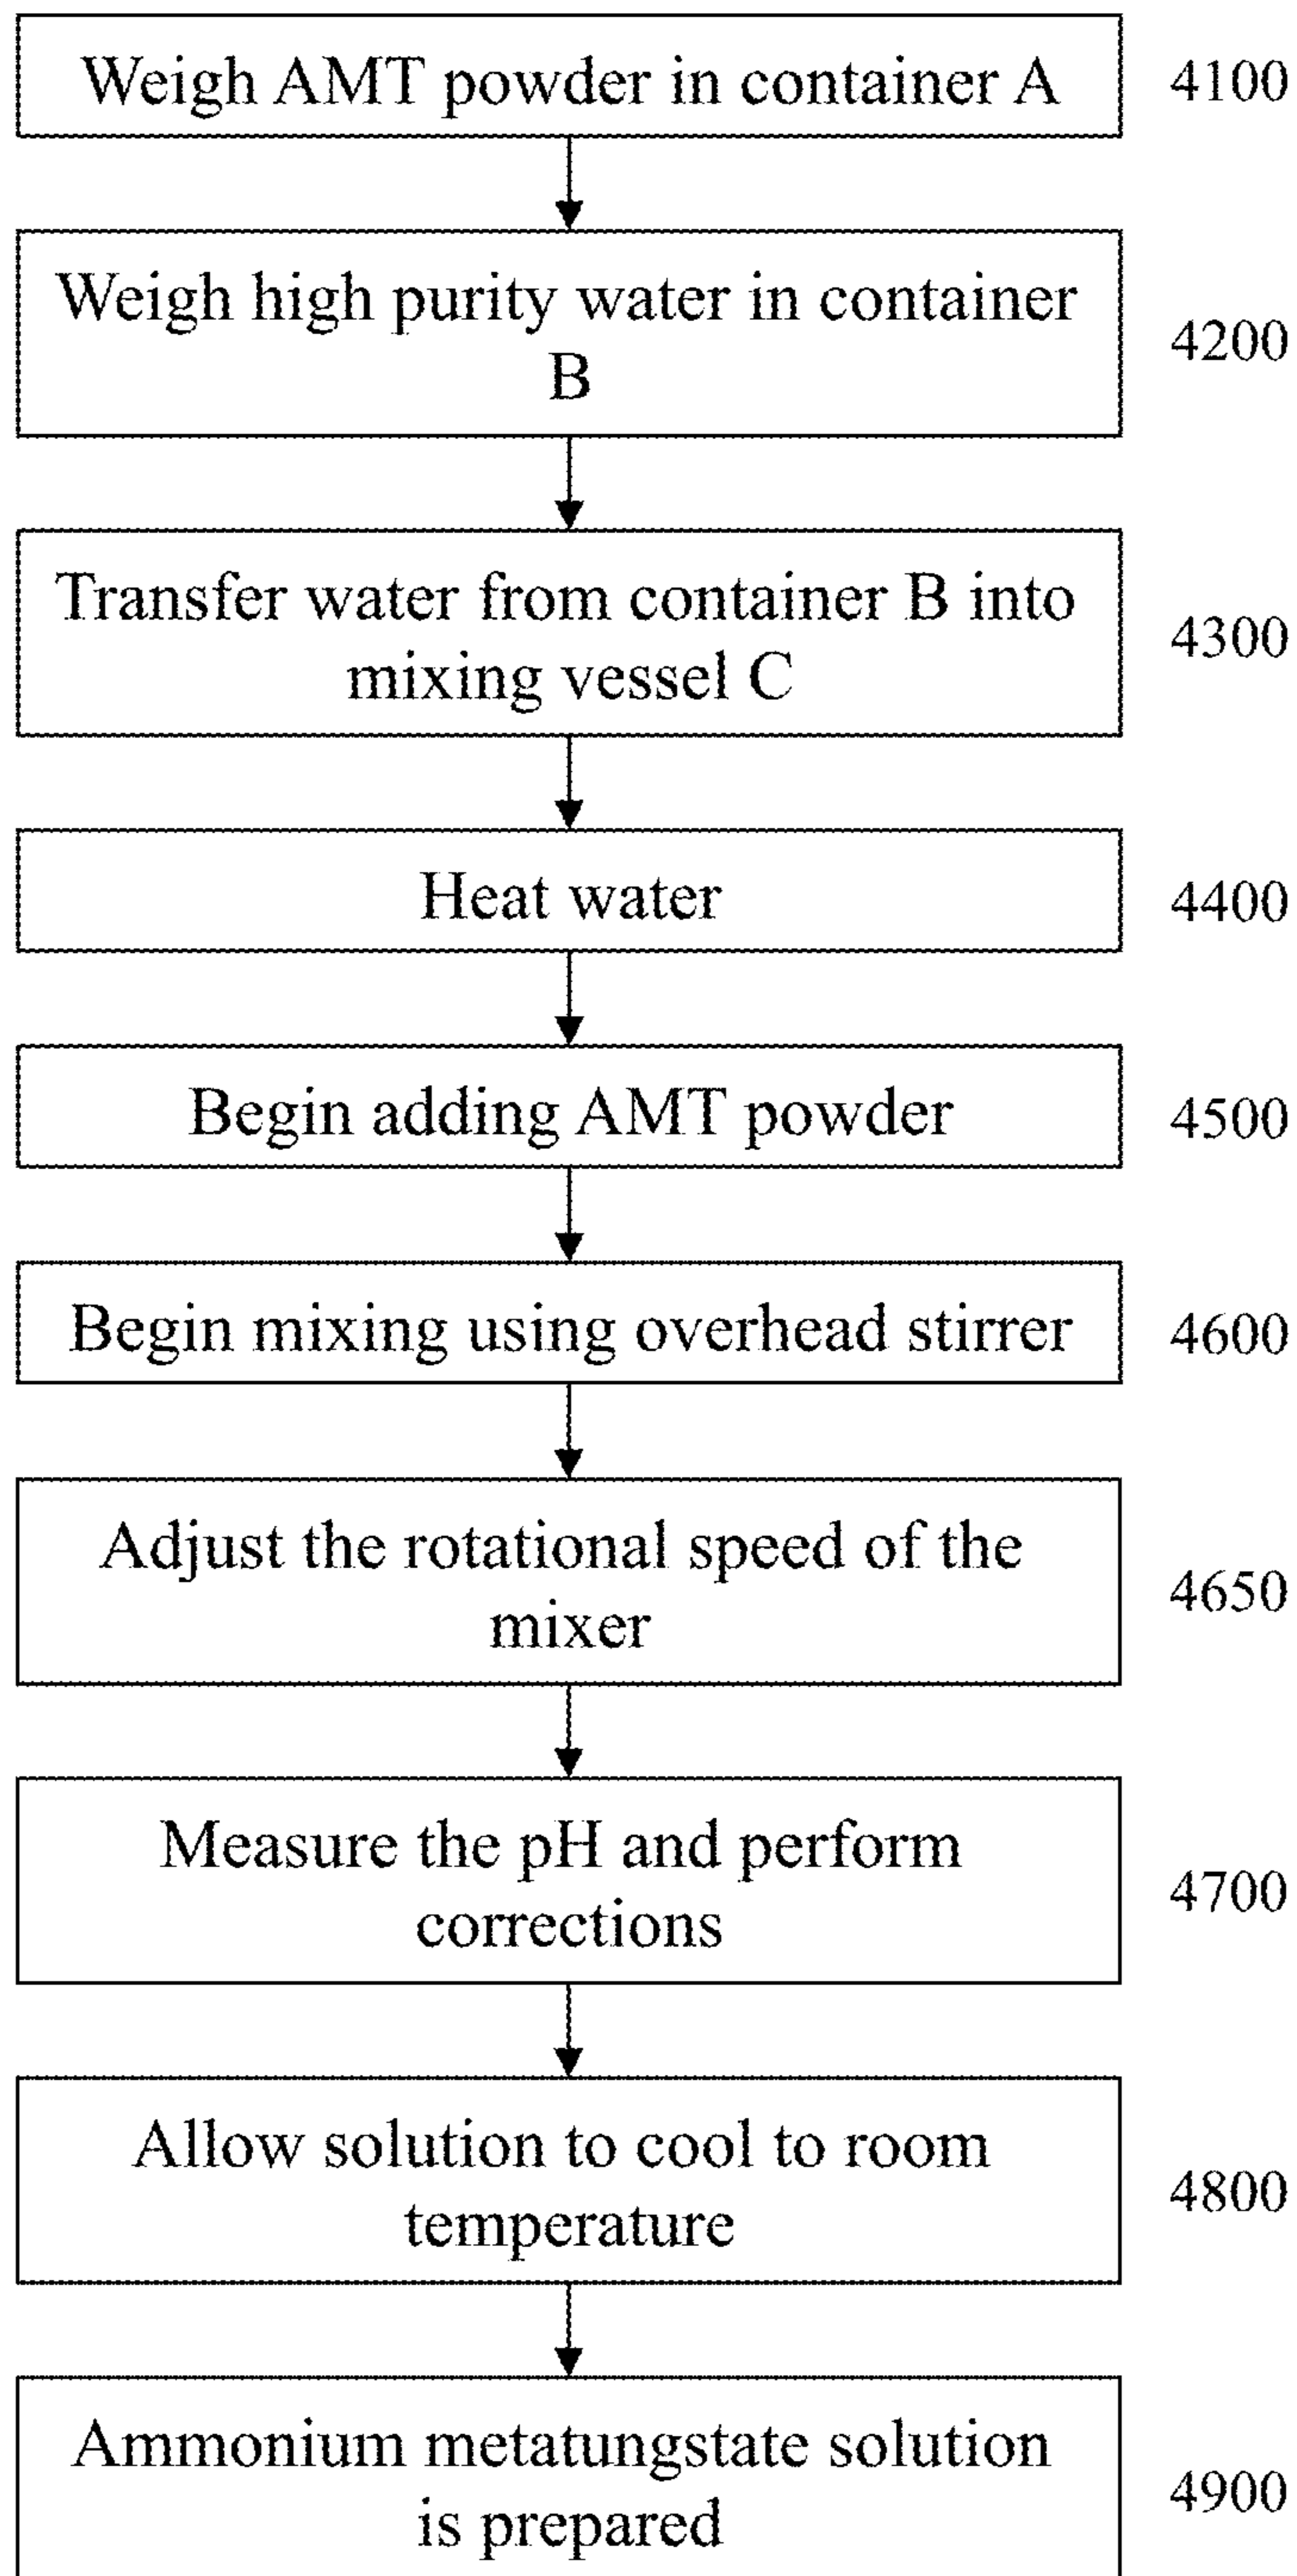 Weigh AMT powder in container A
4100
Weigh high purity water in container
B
4200
Transfer water from container B into
mixing vessel C
4300
Heat water
4400
Begin adding AMT powder
4500
Begin mixing using overhead stirrer
4600
Adjust the rotational speed of the
mixer
4650
Measure the pH and perform
corrections
4700
Allow solution to cool to room
temperature
4800
Ammonium metatungstate solution
is prepared
4900